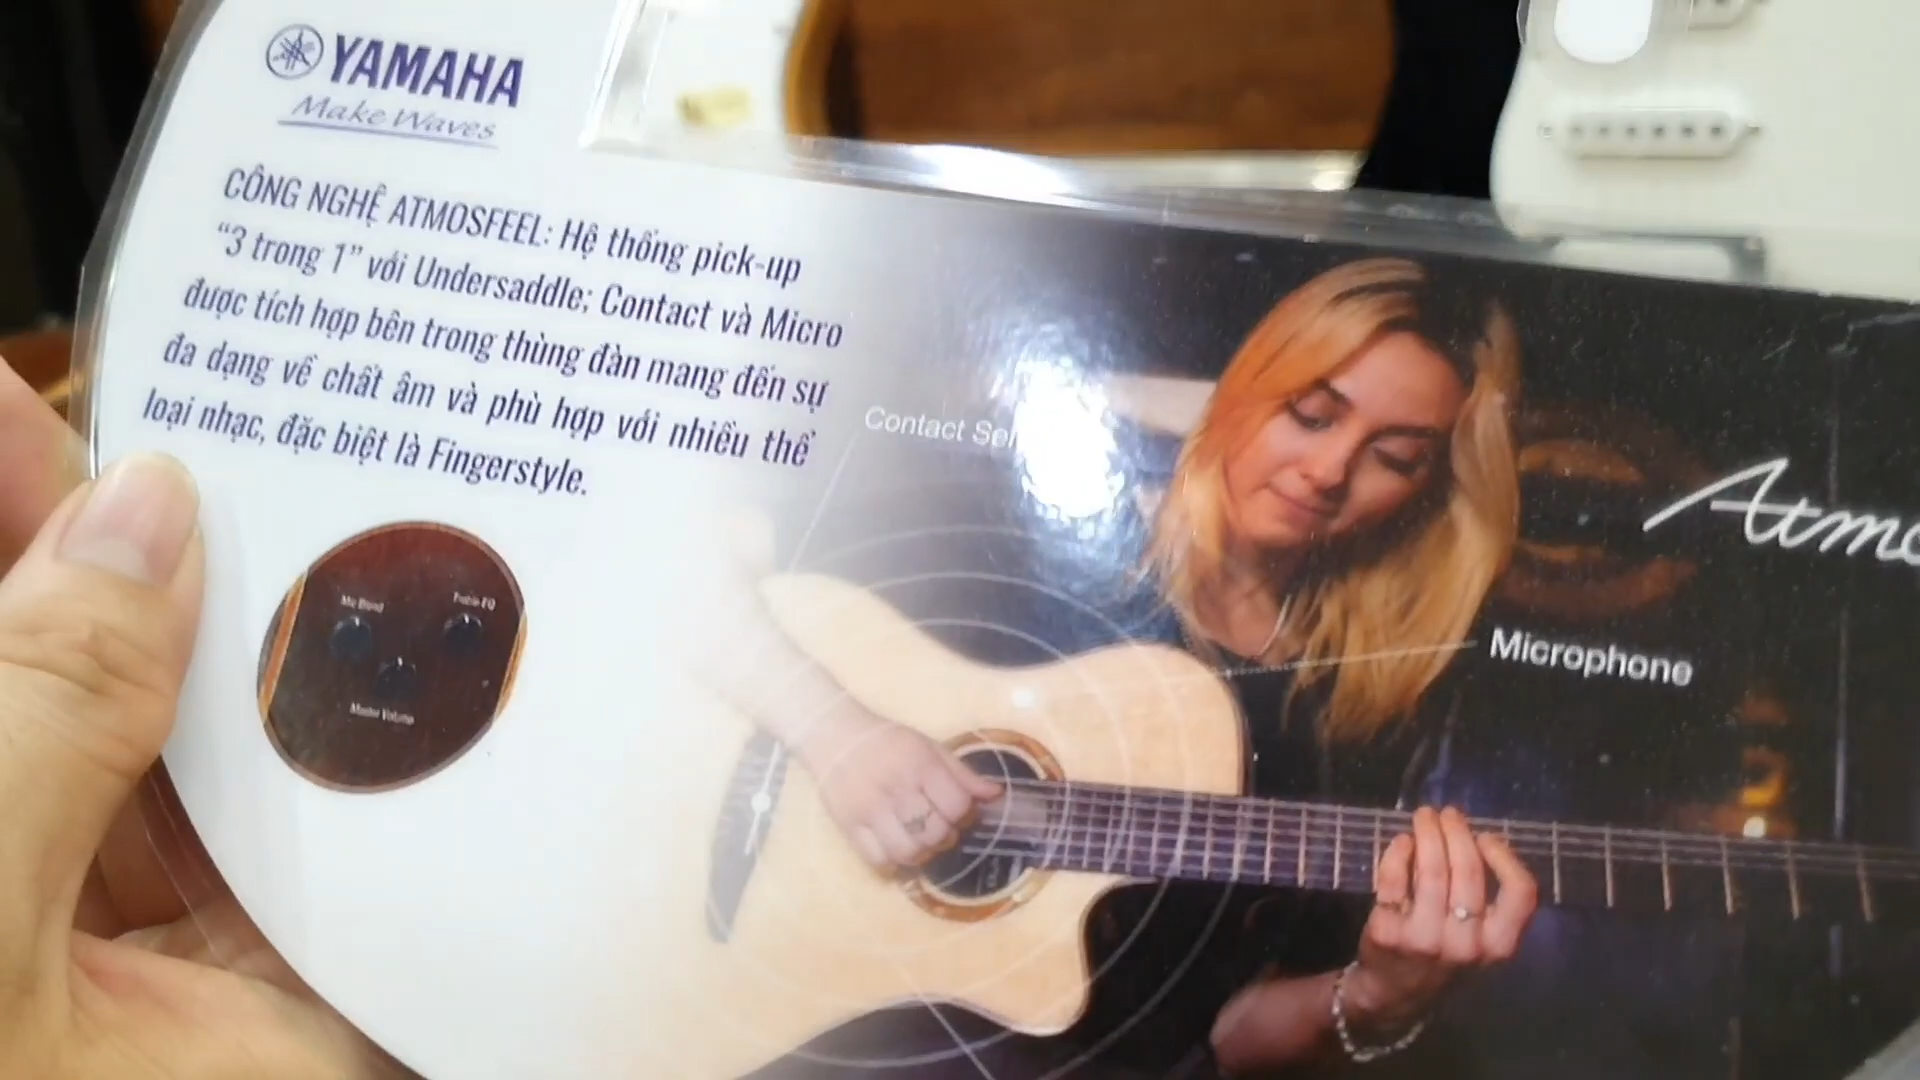 YAMAHA
Make Waves
CÔNG NGHỆ ATMOSFEEL: Hệ thống pick-up
“3 trong 1” với Undersaddle; Contact và Micro
được tích hợp bên trong thùng đàn mang đến sự
đa dạng về chất âm và phù hợp với nhiều thể
loại nhạc, đặc biệt là Fingerstyle.
Contact
Atmo
Microphone
Mic Blend
Treble EQ
Master Volume